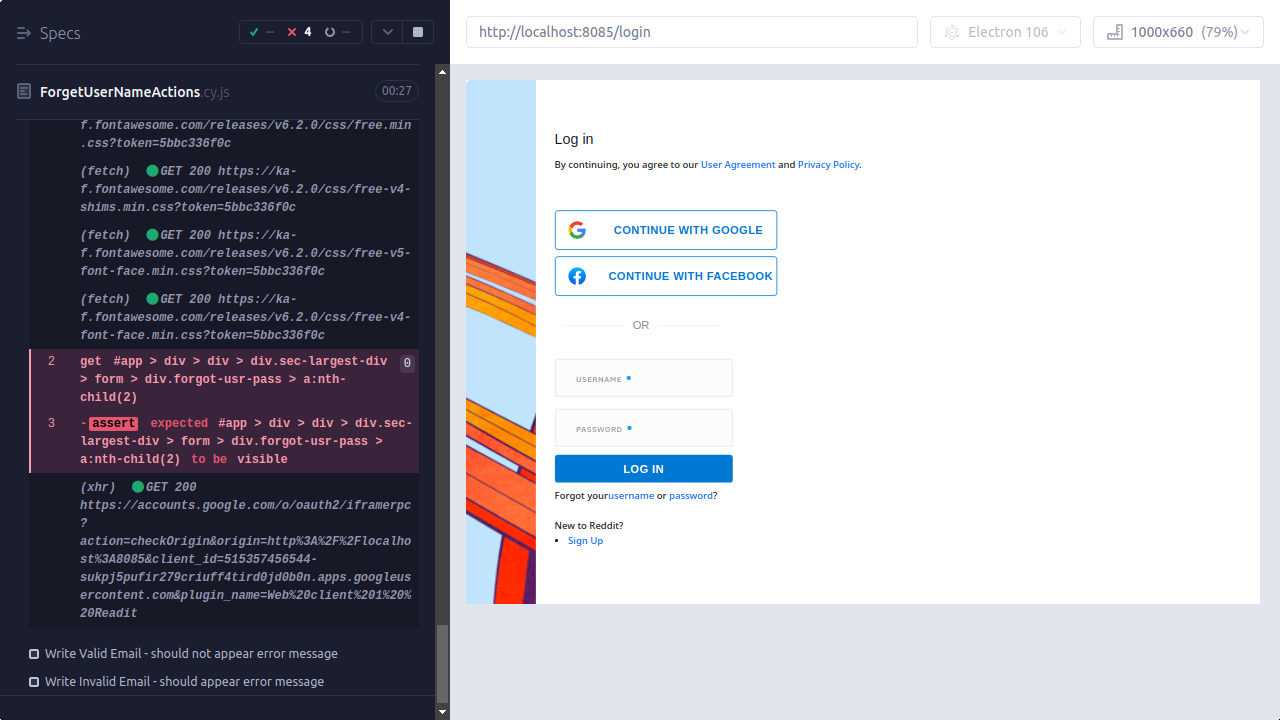 Specs
-- 4 --
http://localhost:8085/login
Electron 106
1000x660 (79%)
ForgetUserNameActions.cy.js
00:27
f.fontawesome.com/releases/v6.2.0/css/free.min
.css?token=5bbc336f0c
(fetch) GET 200 https://ka-
f.fontawesome.com/releases/v6.2.0/css/free-v4-
shims.min.css?token=5bbc336f0c
(fetch) GET 200 https://ka-
f.fontawesome.com/releases/v6.2.0/css/free-v5-
font-face.min.css?token=5bbc336f0c
(fetch) GET 200 https://ka-
f.fontawesome.com/releases/v6.2.0/css/free-v4-
font-face.min.css?token=5bbc336f0c
2 get #app > div > div > div.sec-largest-div 0
> form > div.forgot-usr-pass > a:nth-
child(2)
3 -assert expected #app > div > div > div.sec-
largest-div > form > div.forgot-usr-pass >
a:nth-child(2) to be visible
(xhr) GET 200
https://accounts.google.com/o/oauth2/iframerpc
?
action=checkOrigin&origin=http%3A%2F%2Flocalho
st%3A8085&client_id=515357456544-
sukpj5pufir279criuff4tird0jd0b0n.apps.googleus
ercontent.com&plugin_name=Web%20client%201%20%
20Readit
Write Valid Email - should not appear error message
Write Invalid Email - should appear error message
Log in
By continuing, you agree to our User Agreement and Privacy Policy.
CONTINUE WITH GOOGLE
CONTINUE WITH FACEBOOK
OR
USERNAME
PASSWORD
LOG IN
Forgot yourusername or password?
New to Reddit?
Sign Up